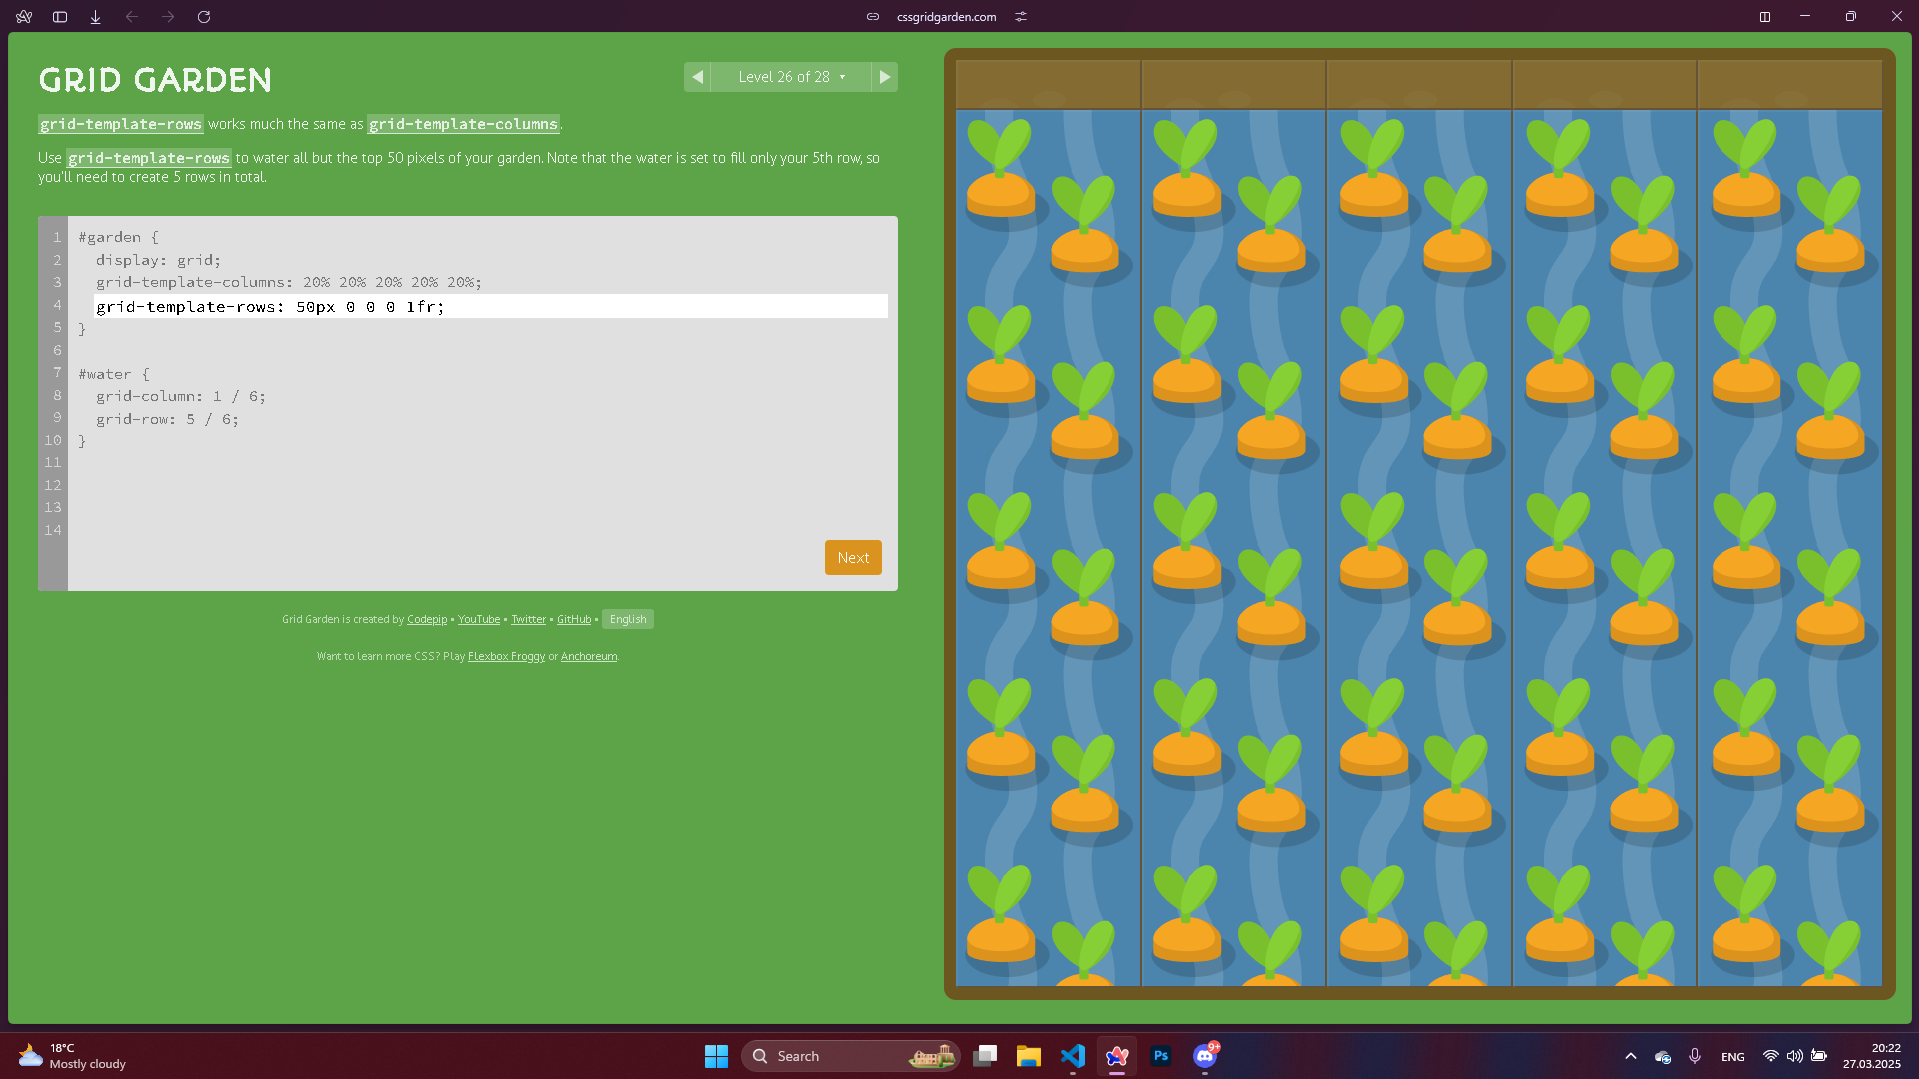 cssgridgarden.com
GRID GARDEN
Level 26 of 28
grid-template-rows works much the same as grid-template-columns.
Use grid-template-rows to water all but the top 50 pixels of your garden. Note that the water is set to fill only your 5th row, so
you'll need to create 5 rows in total.
1 #garden {
2 display: grid;
3 grid-template-columns: 20% 20% 20% 20% 20%;
4 grid-template-rows: 50px 0 0 0 1fr;
5 }
6
7 #water {
8 grid-column: 1 / 6;
9 grid-row: 5 / 6;
10 }
11
12
13
14
Next
Grid Garden is created by Codepip • YouTube • Twitter • GitHub • English
Want to learn more CSS? Play Flexbox Froggy or Anchoreum.
18°C
Mostly cloudy
Search
Ps
9+
ENG
20:22
27.03.2025